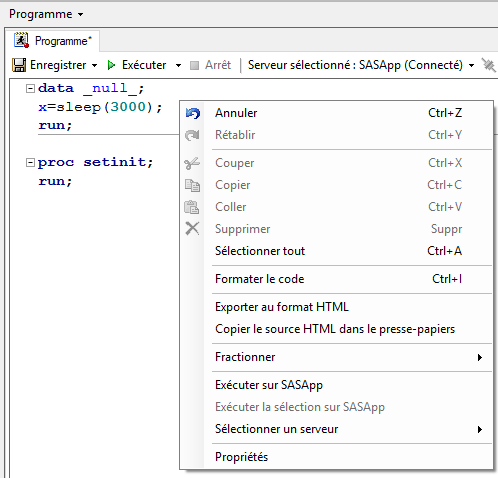 Programme
Programme*
Enregistrer Exécuter Arrêt Serveur sélectionné : SASApp (Connecté)
data _null_;
x=sleep(3000);
run;
proc setinit;
run;
Annuler Ctrl+Z
Rétablir Ctrl+Y
Couper Ctrl+X
Copier Ctrl+C
Coller Ctrl+V
Supprimer Suppr
Sélectionner tout Ctrl+A
Formater le code Ctrl+I
Exporter au format HTML
Copier le source HTML dans le presse-papiers
Fractionner
Exécuter sur SASApp
Exécuter la sélection sur SASApp
Sélectionner un serveur
Propriétés